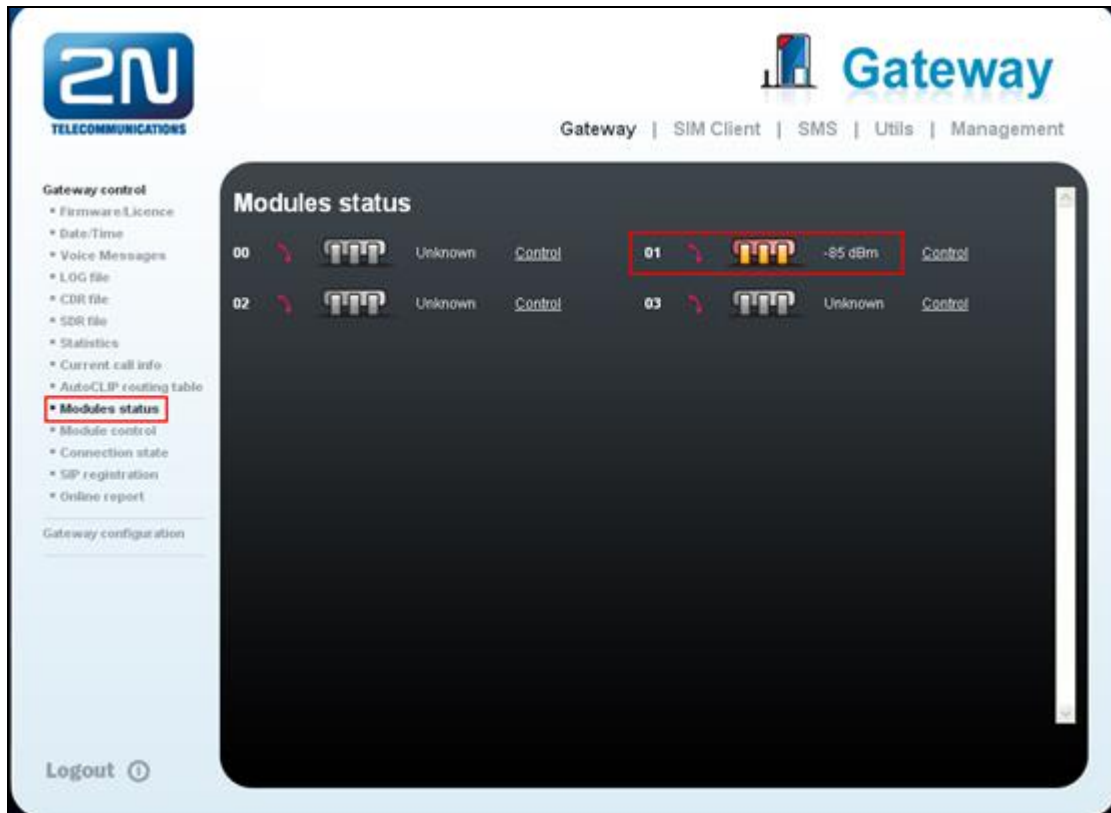 2N
TELECOMMUNICATIONS
Gateway
Gateway | SIM Client | SMS | Utils | Management
Gateway control
Firmware/Licence
Date/Time
Voice Messages
LOG file
CDR file
SDR file
Statistics
Current call info
AutoCLIP routing table
Modules status
Module control
Connection state
SIP registration
Online report
Gateway configuration
Logout
Modules status
00 Unknown Control
01 -85 dBm Control
02 Unknown Control
03 Unknown Control